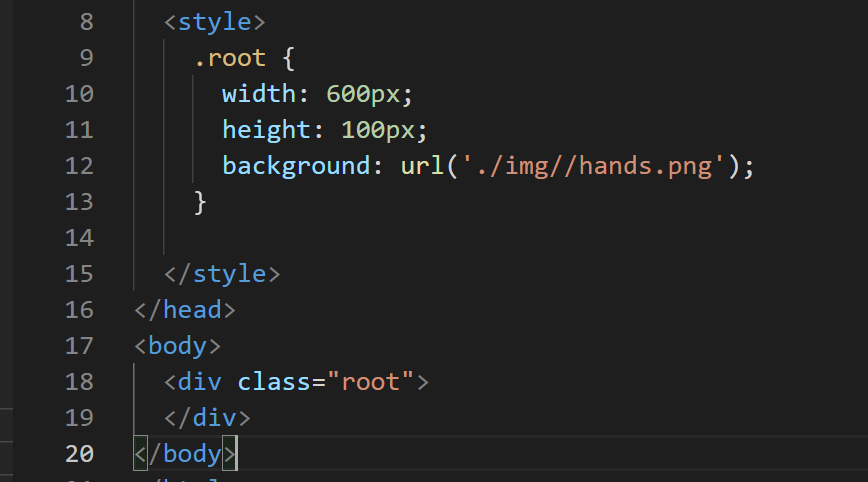 8 <style>
9 .root {
10 width: 600px;
11 height: 100px;
12 background: url('./img//hands.png');
13 }
14
15 </style>
16 </head>
17 <body>
18 <div class="root">
19 </div>
20 </body>